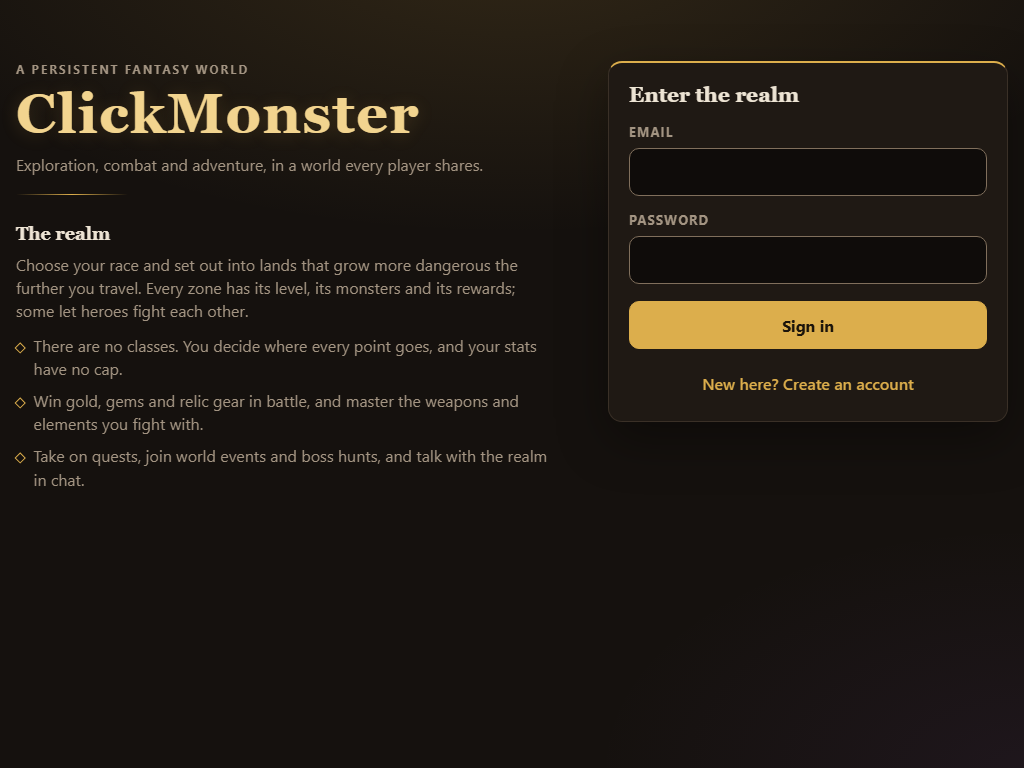 A PERSISTENT FANTASY WORLD
ClickMonster
Exploration, combat and adventure, in a world every player shares.
The realm
Choose your race and set out into lands that grow more dangerous the
further you travel. Every zone has its level, its monsters and its rewards;
some let heroes fight each other.
There are no classes. You decide where every point goes, and your stats
have no cap.
Win gold, gems and relic gear in battle, and master the weapons and
elements you fight with.
Take on quests, join world events and boss hunts, and talk with the realm
in chat.
Enter the realm
EMAIL
PASSWORD
Sign in
New here? Create an account